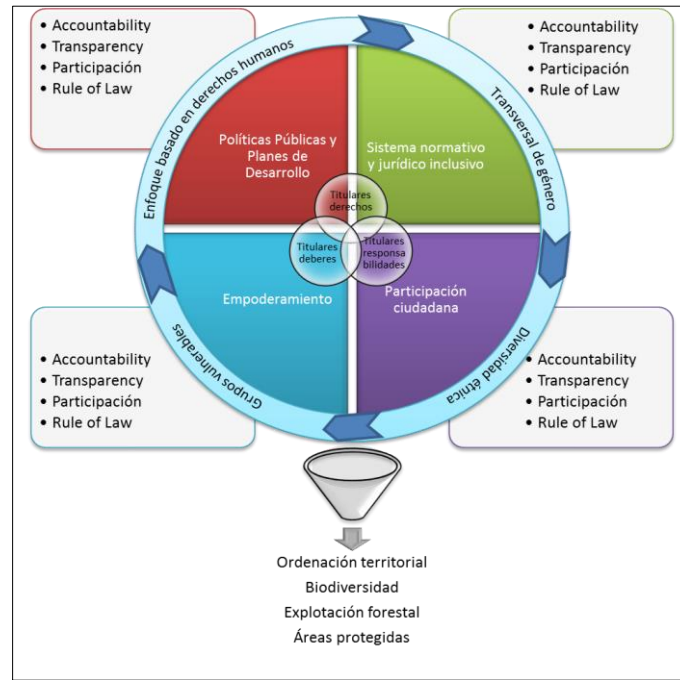 • Accountability
• Transparency
• Participación
• Rule of Law
• Accountability
• Transparency
• Participación
• Rule of Law
Enfoque basado en derechos humanos
Transversal de género
Políticas Públicas y
Planes de
Desarrollo
Sistema normativo
y jurídico inclusivo
Titulares
derechos
Titulares
deberes
Titulares
responsa
bilidades
Empoderamiento
Participación
ciudadana
Grupos vulnerables
Diversidad étnica
• Accountability
• Transparency
• Participación
• Rule of Law
• Accountability
• Transparency
• Participación
• Rule of Law
Ordenación territorial
Biodiversidad
Explotación forestal
Áreas protegidas